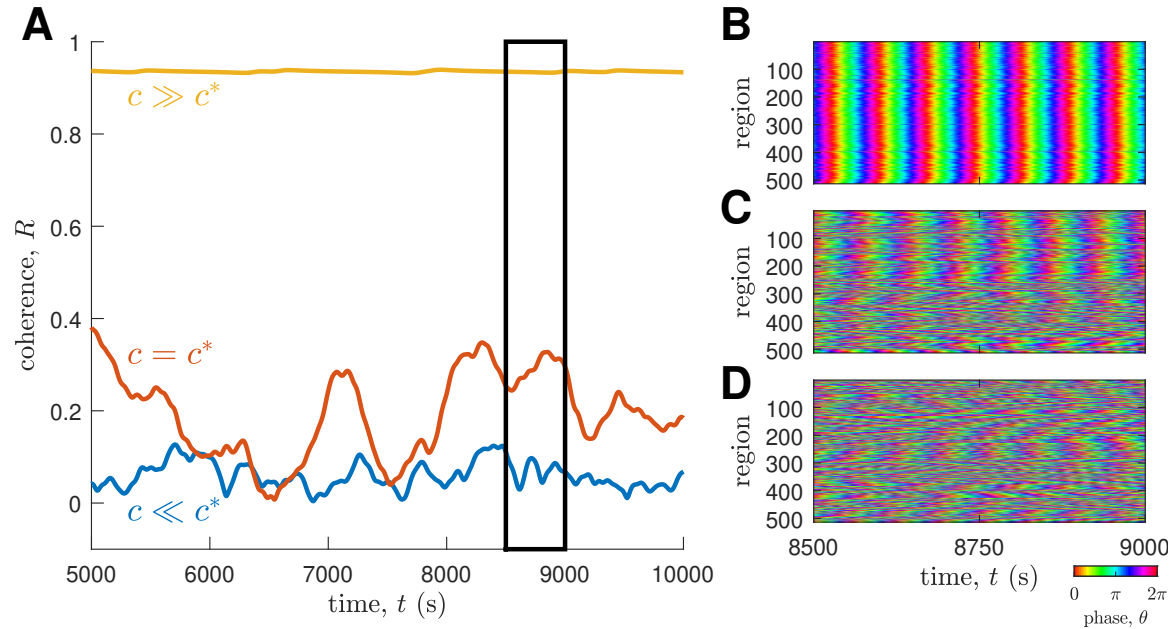 A
1
0.8
0.6
0.4
0.2
0
coherence, R
c ≫ c*
c = c*
c ≪ c*
5000 6000 7000 8000 9000 10000
time, t (s)
B
region
100
200
300
400
500
C
region
100
200
300
400
500
D
region
100
200
300
400
500
8500 8750 9000
time, t (s)
0 π 2π
phase, θ